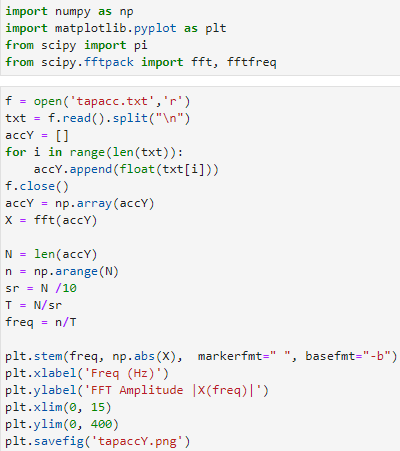 import numpy as np
import matplotlib.pyplot as plt
from scipy import pi
from scipy.fftpack import fft, fftfreq
f = open('tapacc.txt','r')
txt = f.read().split("\n")
accY = []
for i in range(len(txt)):
    accY.append(float(txt[i]))
f.close()
accY = np.array(accY)
X = fft(accY)
N = len(accY)
n = np.arange(N)
sr = N /10
T = N/sr
freq = n/T
plt.stem(freq, np.abs(X),  markerfmt=" ", basefmt="-b")
plt.xlabel('Freq (Hz)')
plt.ylabel('FFT Amplitude |X(freq)|')
plt.xlim(0, 15)
plt.ylim(0, 400)
plt.savefig('tapaccY.png')